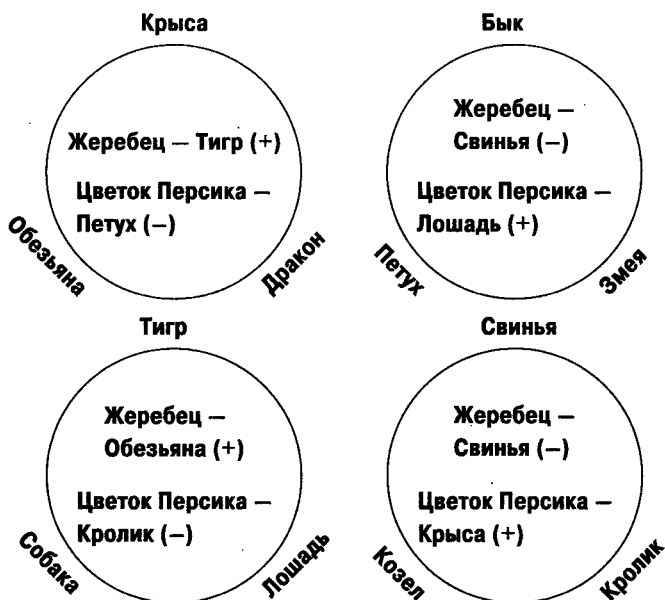 Крыса
Жеребец — Тигр (+)
Цветок Персика —
Петух (—)
Обезьяна
Дракон
Бык
Жеребец —
Свинья (—)
Цветок Персика —
Лошадь (+)
Петух
Змея
Тигр
Жеребец —
Обезьяна (+)
Цветок Персика —
Кролик (—)
Собака
Лошадь
Свинья
Жеребец —
Свинья (—)
Цветок Персика —
Крыса (+)
Козел
Кролик